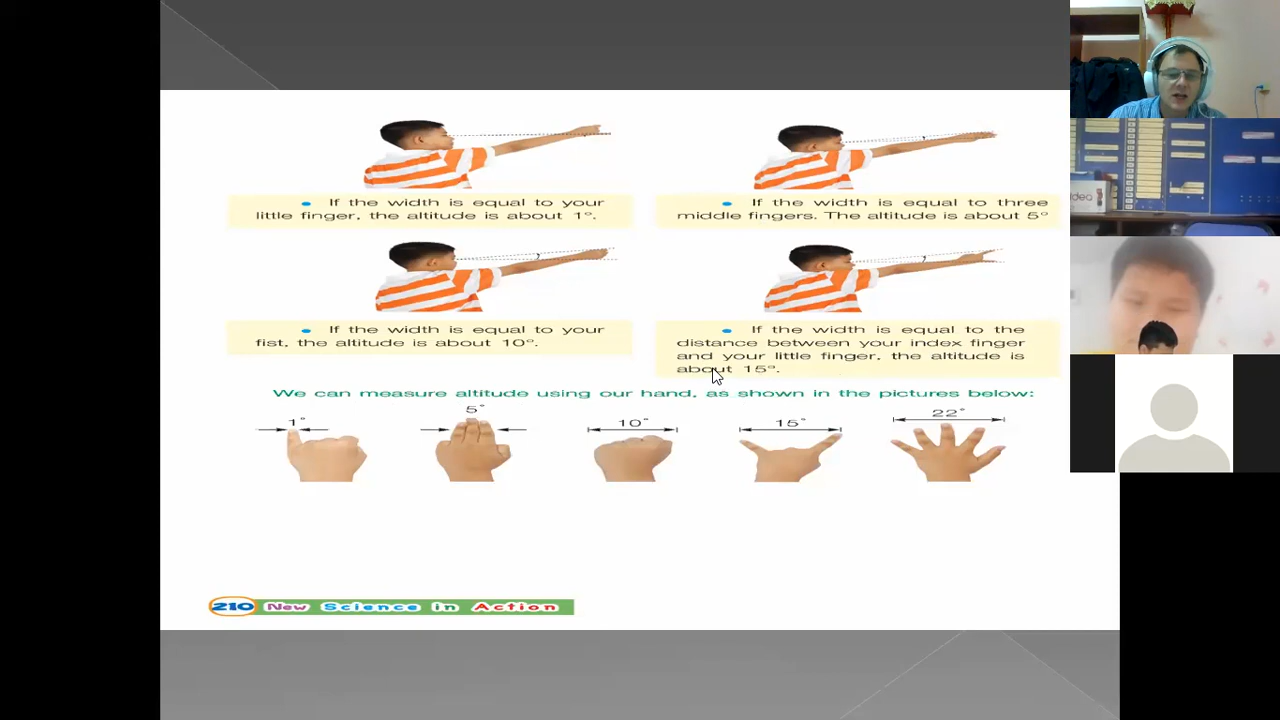 If the width is equal to your
little finger, the altitude is about 1°.
If the width is equal to three
middle fingers. The altitude is about 5°
If the width is equal to your
fist, the altitude is about 10°.
If the width is equal to the
distance between your index finger
and your little finger, the altitude is
about 15°.
We can measure altitude using our hand, as shown in the pictures below:
1° 5° 10° 15° 22°
210 New Science in Action